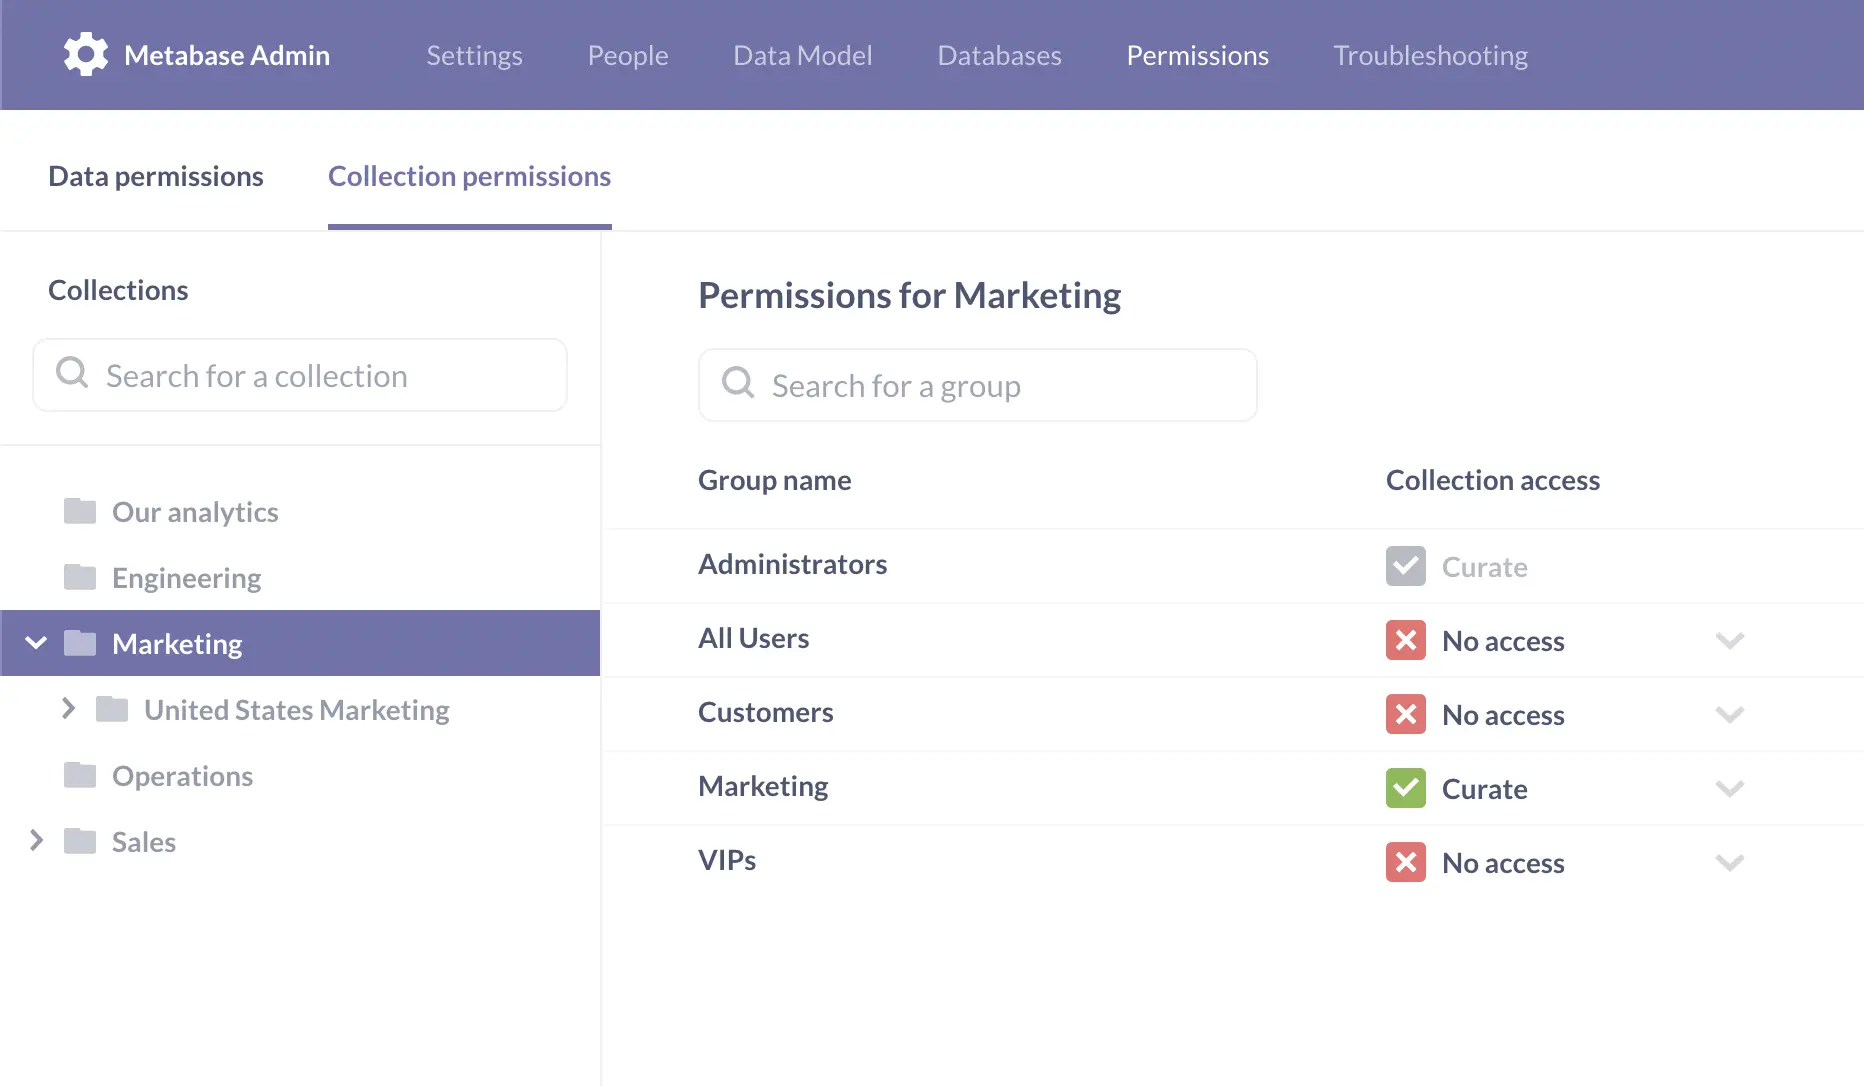 Metabase Admin Settings People Data Model Databases Permissions Troubleshooting
Data permissions Collection permissions
Collections
Search for a collection
Our analytics
Engineering
Marketing
United States Marketing
Operations
Sales
Permissions for Marketing
Search for a group
Group name Collection access
Administrators Curate
All Users No access
Customers No access
Marketing Curate
VIPs No access